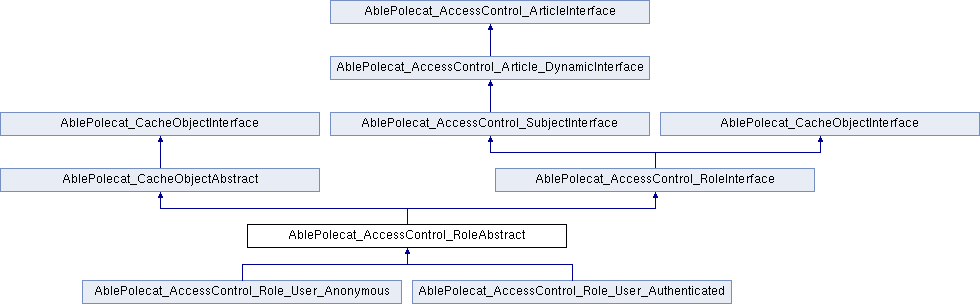 AblePolecat_AccessControl_ArticleInterface
AblePolecat_AccessControl_Article_DynamicInterface
AblePolecat_CacheObjectInterface
AblePolecat_AccessControl_SubjectInterface
AblePolecat_CacheObjectInterface
AblePolecat_CacheObjectAbstract
AblePolecat_AccessControl_RoleInterface
AblePolecat_AccessControl_RoleAbstract
AblePolecat_AccessControl_Role_User_Anonymous
AblePolecat_AccessControl_Role_User_Authenticated